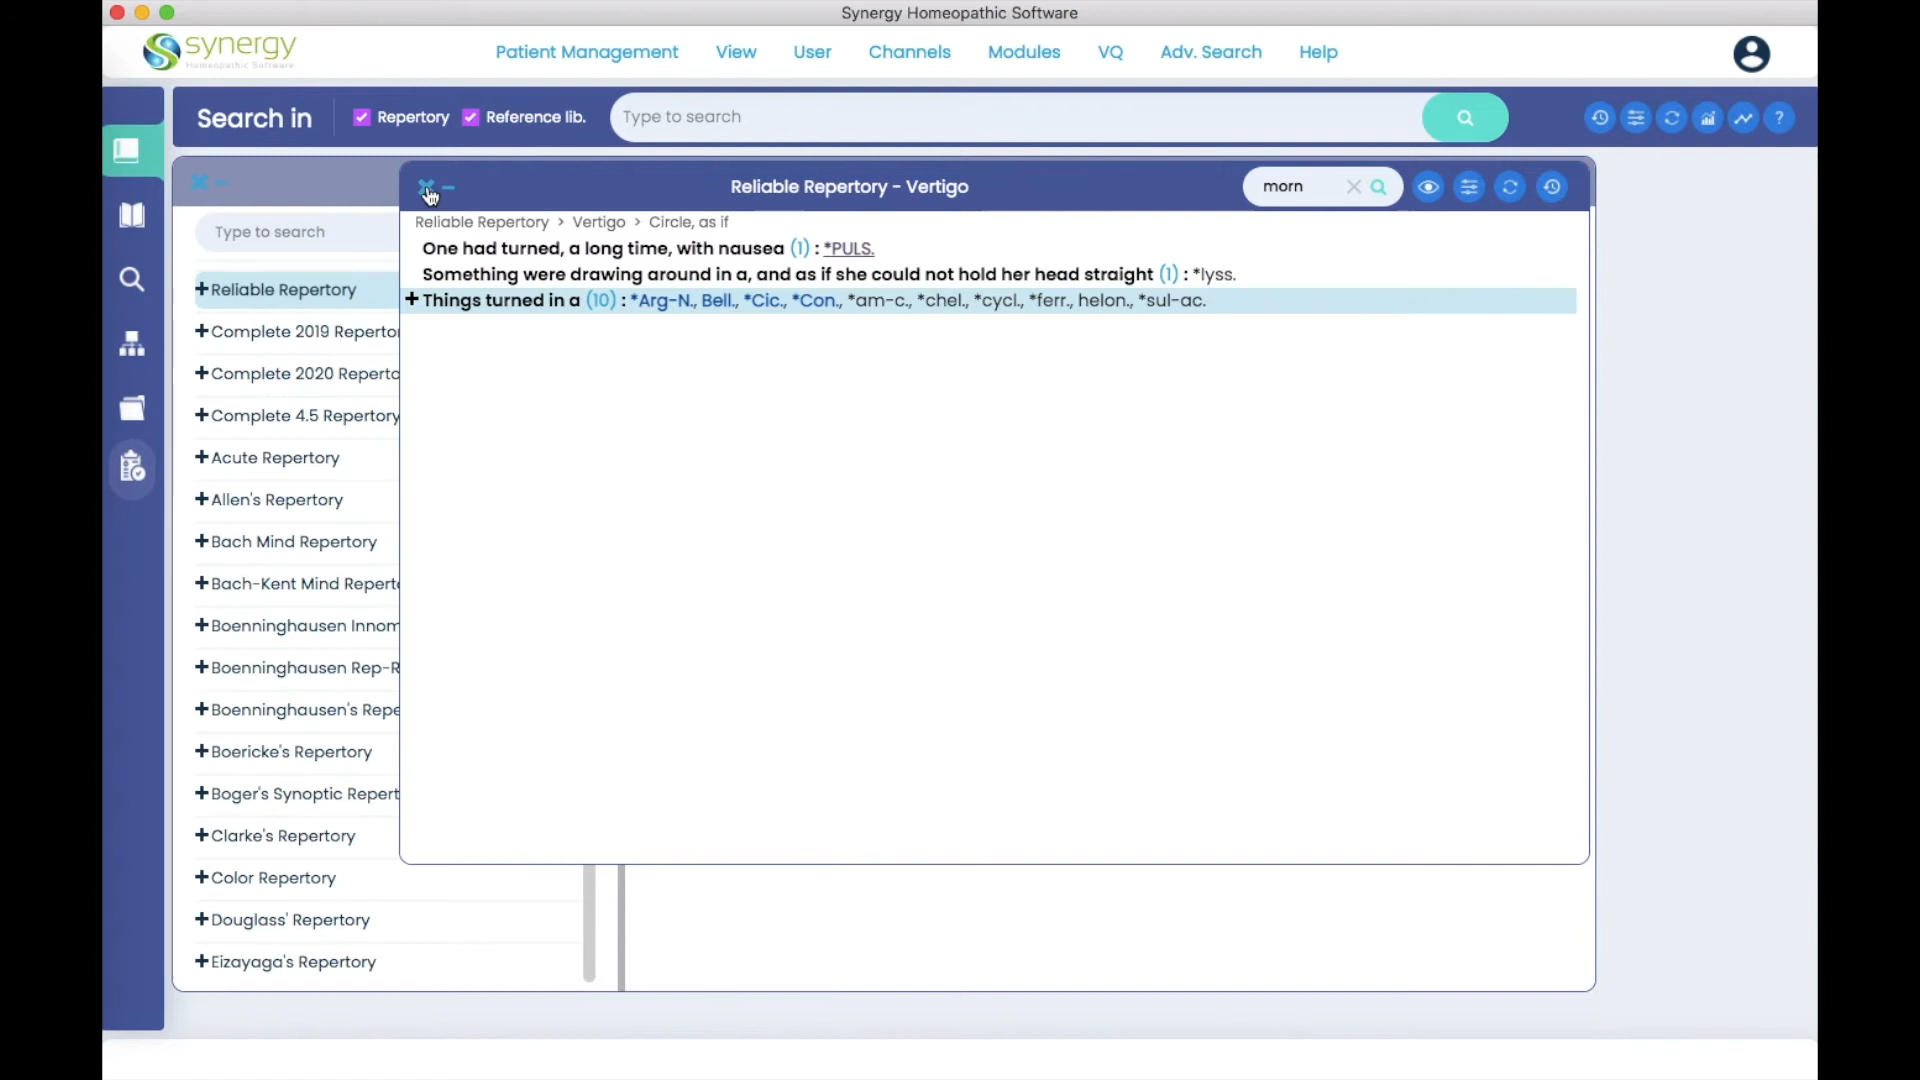 Synergy Homeopathic Software
synergy
Homeopathic Software
Patient Management View User Channels Modules VQ Adv. Search Help
Search in Repertory Reference lib. Type to search
?
Reliable Repertory - Vertigo morn
Reliable Repertory > Vertigo > Circle, as if
One had turned, a long time, with nausea (1) : *PULS.
Something were drawing around in a, and as if she could not hold her head straight (1) : *lyss.
+ Things turned in a (10) : *Arg-N., Bell., *Cic., *Con., *am-c., *chel., *cycl., *ferr., helon., *sul-ac.
Type to search
+ Reliable Repertory
+ Complete 2019 Repertor
+ Complete 2020 Reperto
+ Complete 4.5 Repertory
+ Acute Repertory
+ Allen's Repertory
+ Bach Mind Repertory
+ Bach-Kent Mind Reperto
+ Boenninghausen Innom
+ Boenninghausen Rep-R
+ Boenninghausen's Repe
+ Boericke's Repertory
+ Boger's Synoptic Repert
+ Clarke's Repertory
+ Color Repertory
+ Douglass' Repertory
+ Eizayaga's Repertory